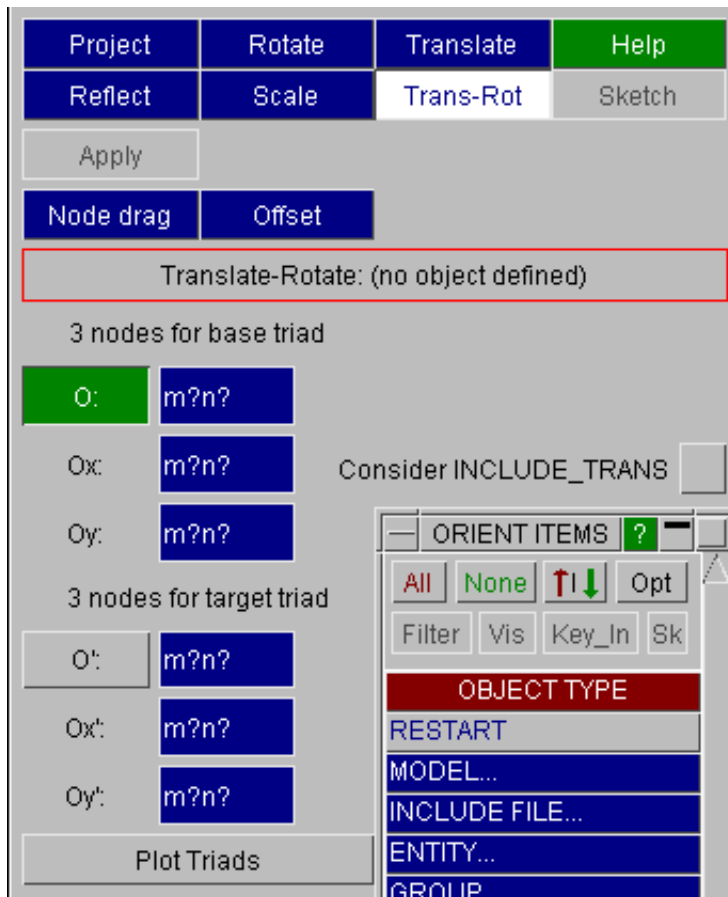 Project Rotate Translate Help
Reflect Scale Trans-Rot Sketch
Apply
Node drag Offset
Translate-Rotate: (no object defined)
3 nodes for base triad
O: m?n?
Ox: m?n? Consider INCLUDE_TRANS
Oy: m?n?
ORIENT ITEMS ?
All None Opt
Filter Vis Key_In Sk
3 nodes for target triad
O': m?n?
Ox': m?n?
Oy': m?n?
Plot Triads
OBJECT TYPE
RESTART
MODEL...
INCLUDE FILE...
ENTITY...
GROUP